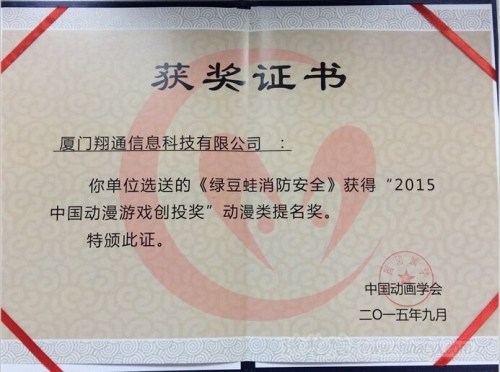 获奖证书
厦门翔通信息科技有限公司 ：
你单位选送的《绿豆蛙消防安全》获得“2015
中国动漫游戏创投奖”动漫类提名奖。
特颁此证。
中国动画学会
二〇一五年九月